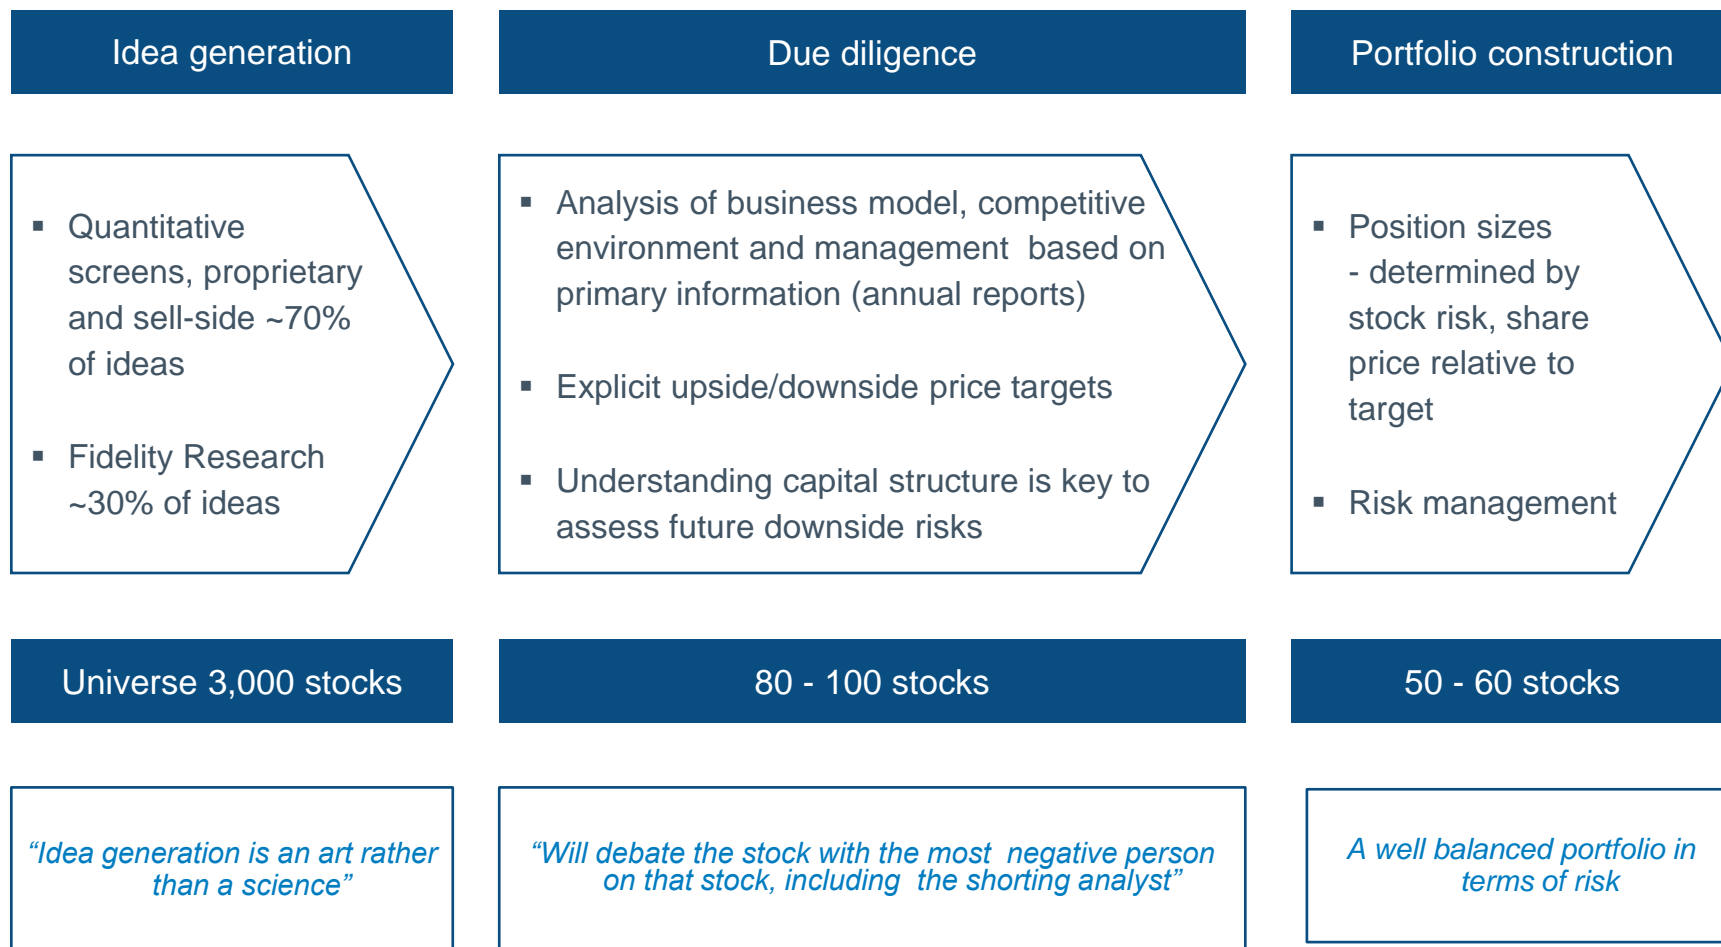 Idea generation
Due diligence
Portfolio construction
▪ Quantitative
screens, proprietary
and sell-side ~70%
of ideas
▪ Fidelity Research
~30% of ideas
▪ Analysis of business model, competitive
environment and management  based on
primary information (annual reports)
▪ Explicit upside/downside price targets
▪ Understanding capital structure is key to
assess future downside risks
▪ Position sizes
- determined by
stock risk, share
price relative to
target
▪ Risk management
Universe 3,000 stocks
80 - 100 stocks
50 - 60 stocks
“Idea generation is an art rather
than a science”
“Will debate the stock with the most  negative person
on that stock, including  the shorting analyst”
A well balanced portfolio in
terms of risk